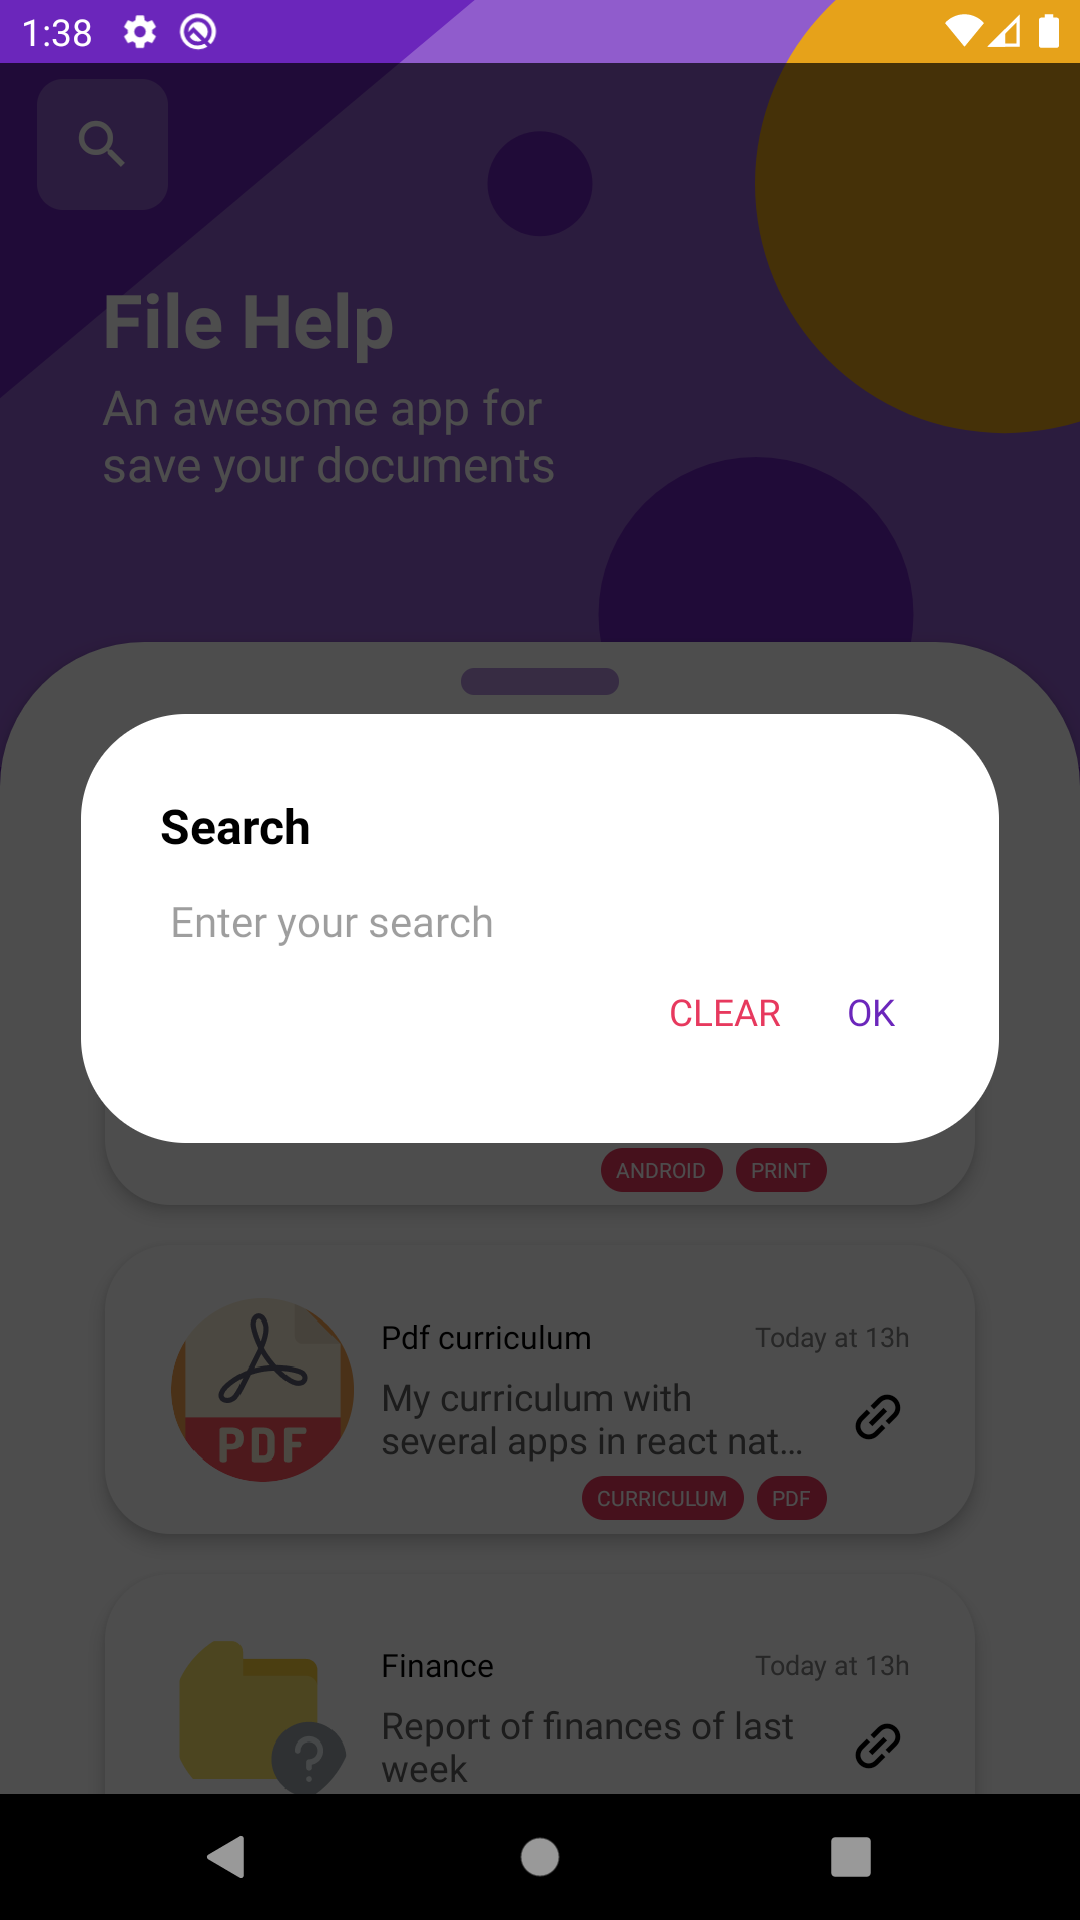 1:38
File Help
An awesome app for
save your documents
Search
Enter your search
CLEAR OK
ANDROID PRINT
Pdf curriculum Today at 13h
My curriculum with
several apps in react nat...
PDF
CURRICULUM PDF
Finance Today at 13h
Report of finances of last
week
?